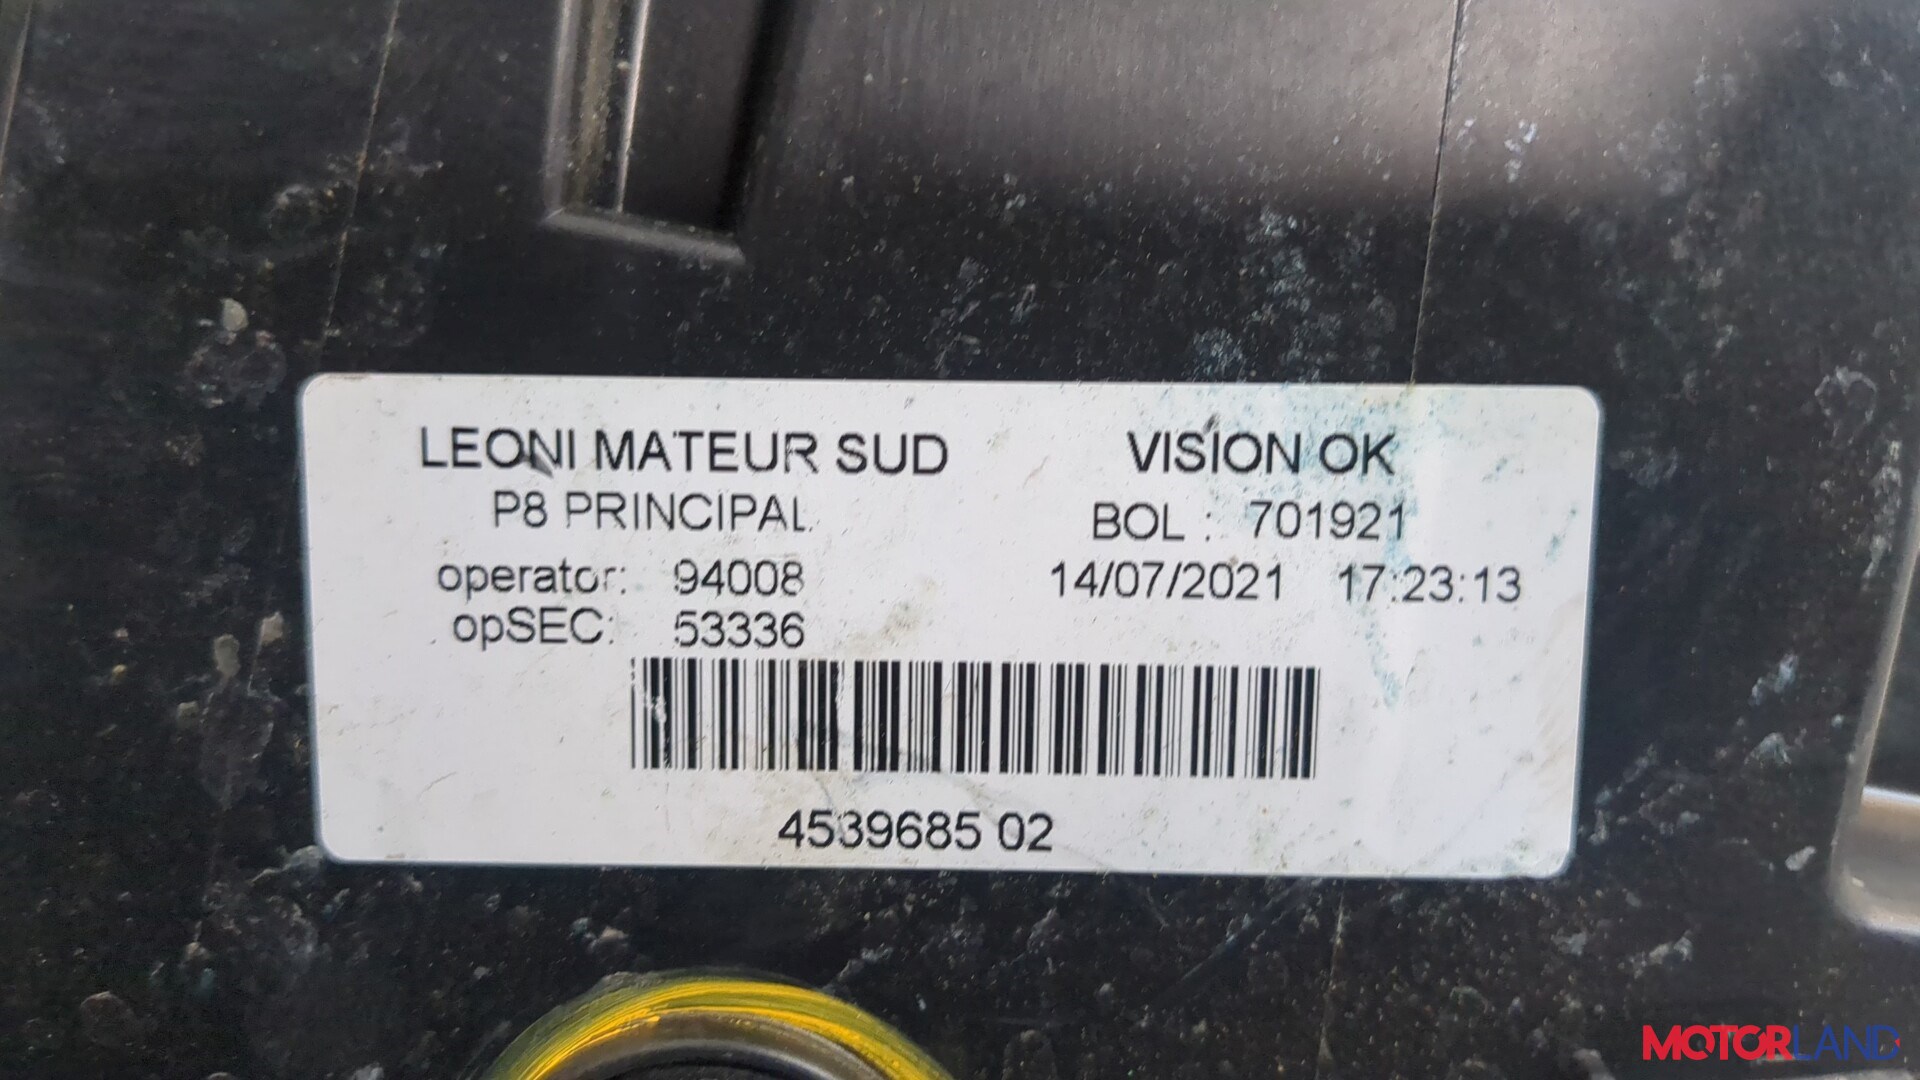 LEONI MATEUR SUD
P8 PRINCIPAL
operator: 94008
opSEC: 53336
VISION OK
BOL : 701921
14/07/2021 17:23:13
4539685 02
MOTORLAND